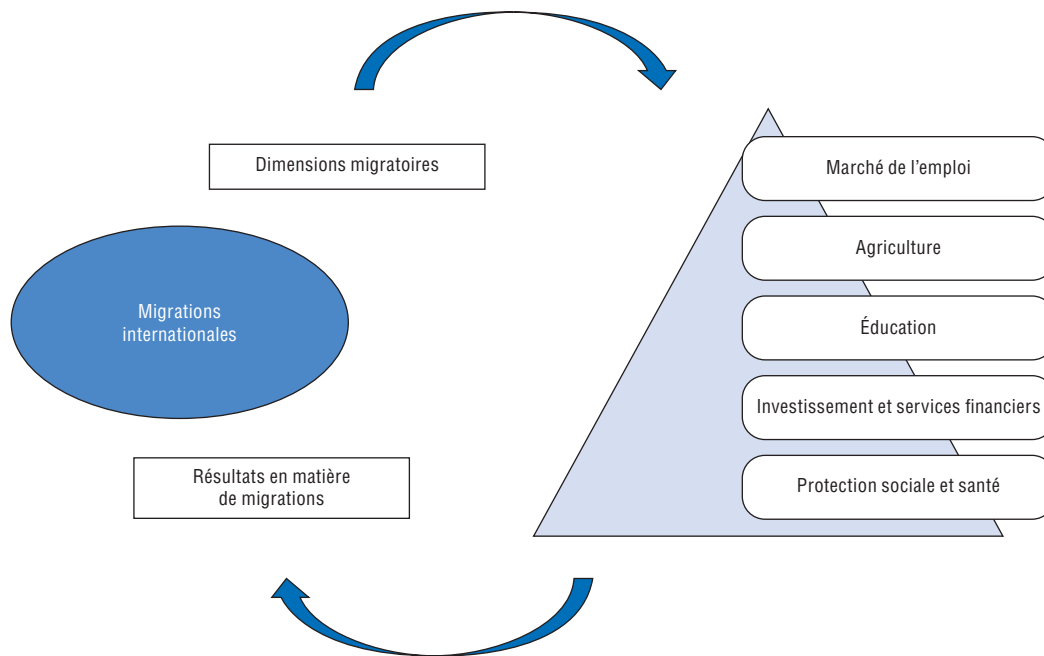 Dimensions migratoires
Migrations
internationales
Résultats en matière
de migrations
Marché de l’emploi
Agriculture
Éducation
Investissement et services financiers
Protection sociale et santé